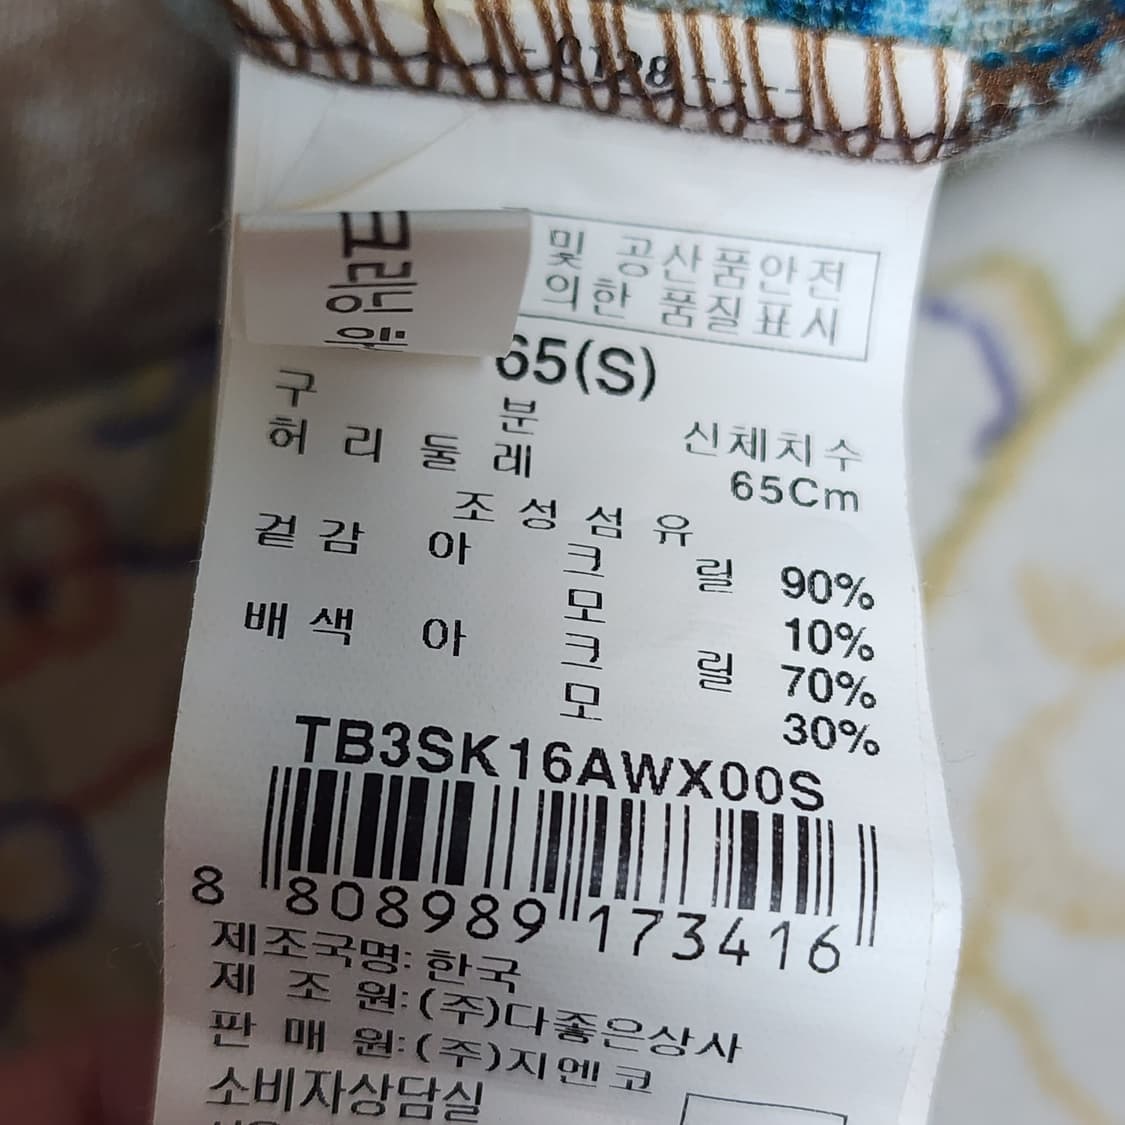 및 공산품안전
의한 품질표시
65(S)
구 분 신체치수
허리둘레 65Cm
조성섬유
겉감 아크릴 90%
모 10%
배색 아크릴 70%
모 30%
TB3SK16AWX00S
8 808989 173416
제조국명: 한국
제 조 원: (주)다좋은상사
판 매 원: (주)지엔코
소비자상담실